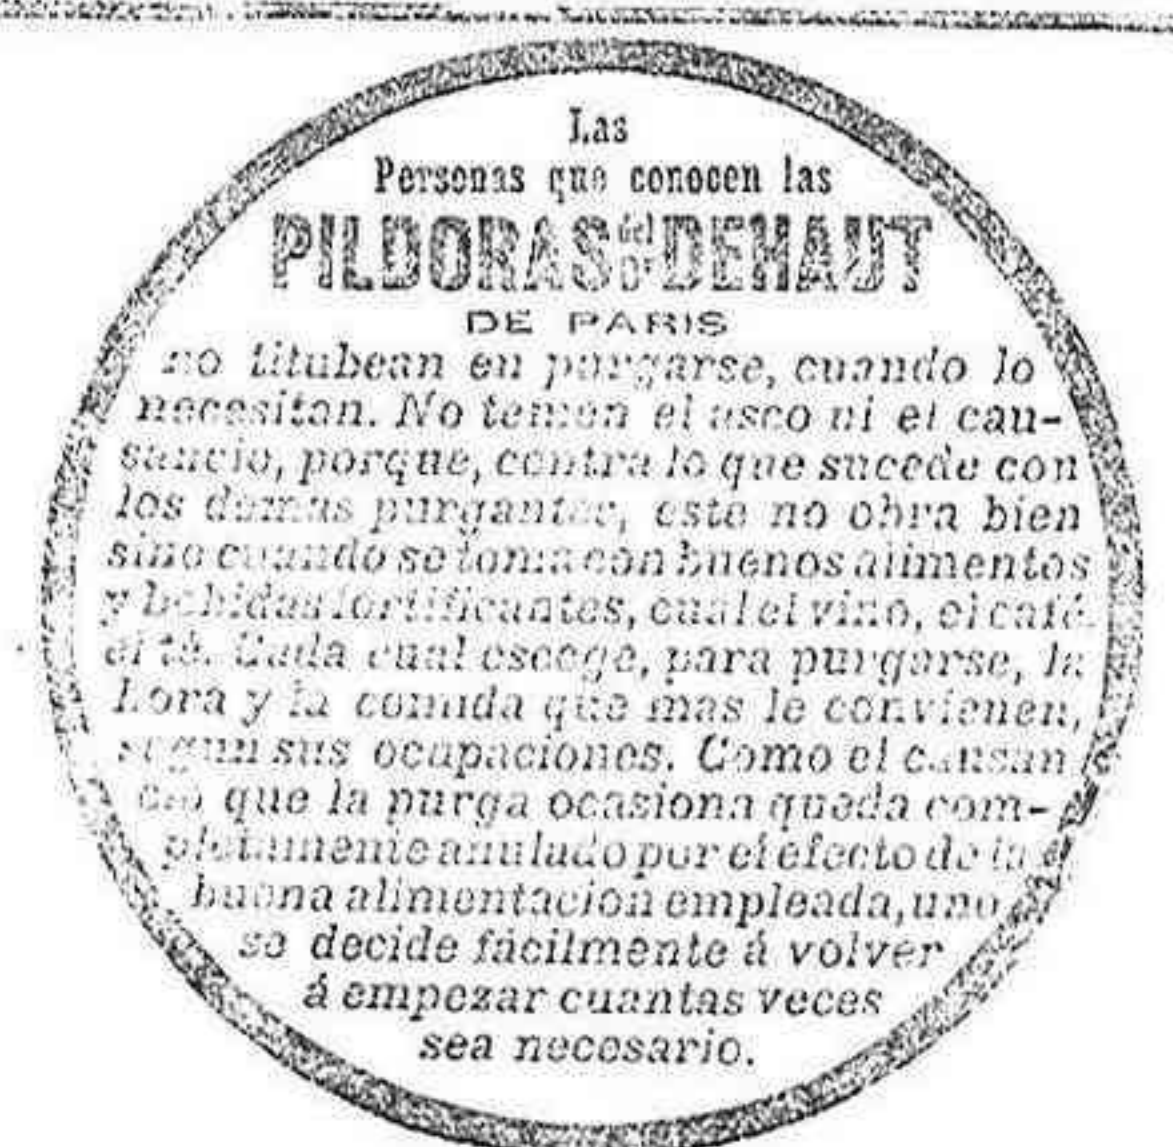 Las
Personas que conocen las
PILDORAS del Dr DEHAUT
DE PARIS
no titubean en purgarse, cuando lo
necesitan. No temen el asco ni el cau-
sancio, porque, contra lo que sucede con
los demas purgantes, este no obra bien
sino cuando se toma con buenos alimentos
y bebidas fortificantes, cual el vino, el café,
el té. Cada cual escoge, para purgarse, la
hora y la comida que mas le convienen,
segun sus ocupaciones. Como el causan
cio que la purga ocasiona queda com-
pletamente anulado por el efecto de la
buena alimentacion empleada, uno
se decide fácilmente á volver
á empezar cuantas veces
sea necesario.